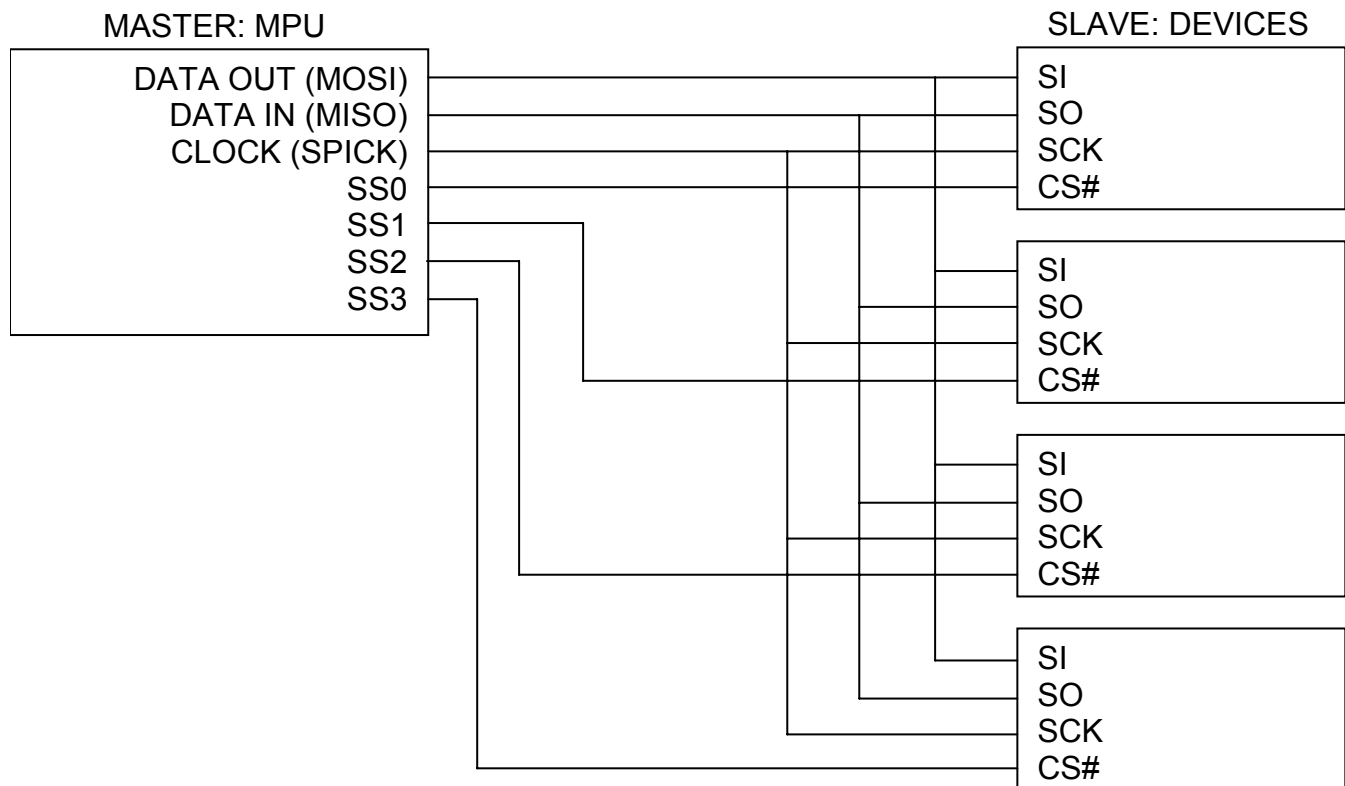 MASTER: MPU
DATA OUT (MOSI)
DATA IN (MISO)
CLOCK (SPICK)
SS0
SS1
SS2
SS3
SLAVE: DEVICES
SI
SO
SCK
CS#
SI
SO
SCK
CS#
SI
SO
SCK
CS#
SI
SO
SCK
CS#